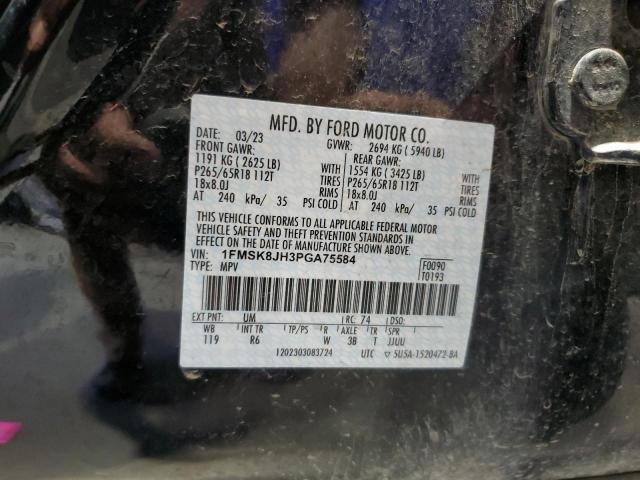 MFD. BY FORD MOTOR CO.
DATE: 03/23 GVWR: 2694 KG (5940 LB)
FRONT GAWR: REAR GAWR:
1191 KG (2625 LB) WITH 1554 KG (3425 LB) WITH
P265/65R18 112T TIRES P265/65R18 112T TIRES
18x8.0J RIMS 18x8.0J RIMS
AT 240 kPa/ 35 PSI COLD AT 240 kPa/ 35 PSI COLD
THIS VEHICLE CONFORMS TO ALL APPLICABLE FEDERAL MOTOR
VEHICLE SAFETY AND THEFT PREVENTION STANDARDS IN
EFFECT ON THE DATE OF MANUFACTURE SHOWN ABOVE.
VIN: 1FMSK8JH3PGA75584
TYPE: MPV
F0090
T0193
EXT PNT: UM RC: 74 DSO:
WB INT TR TP/PS R AXLE TR SPR
119 R6 W 3B T JJUU
1202303083724 UTC ▽ 5U5A-1520472-BA